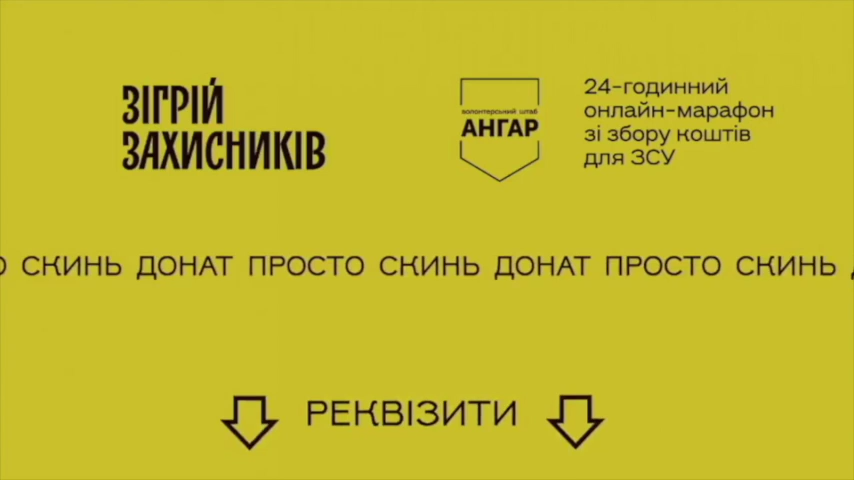 ЗІГРІЙ
ЗАХИСНИКІВ
волонтерський штаб
АНГАР
24-годинний
онлайн-марафон
зі збору коштів
для ЗСУ
О СКИНЬ ДОНАТ ПРОСТО СКИНЬ ДОНАТ ПРОСТО СКИНЬ
РЕКВІЗИТИ